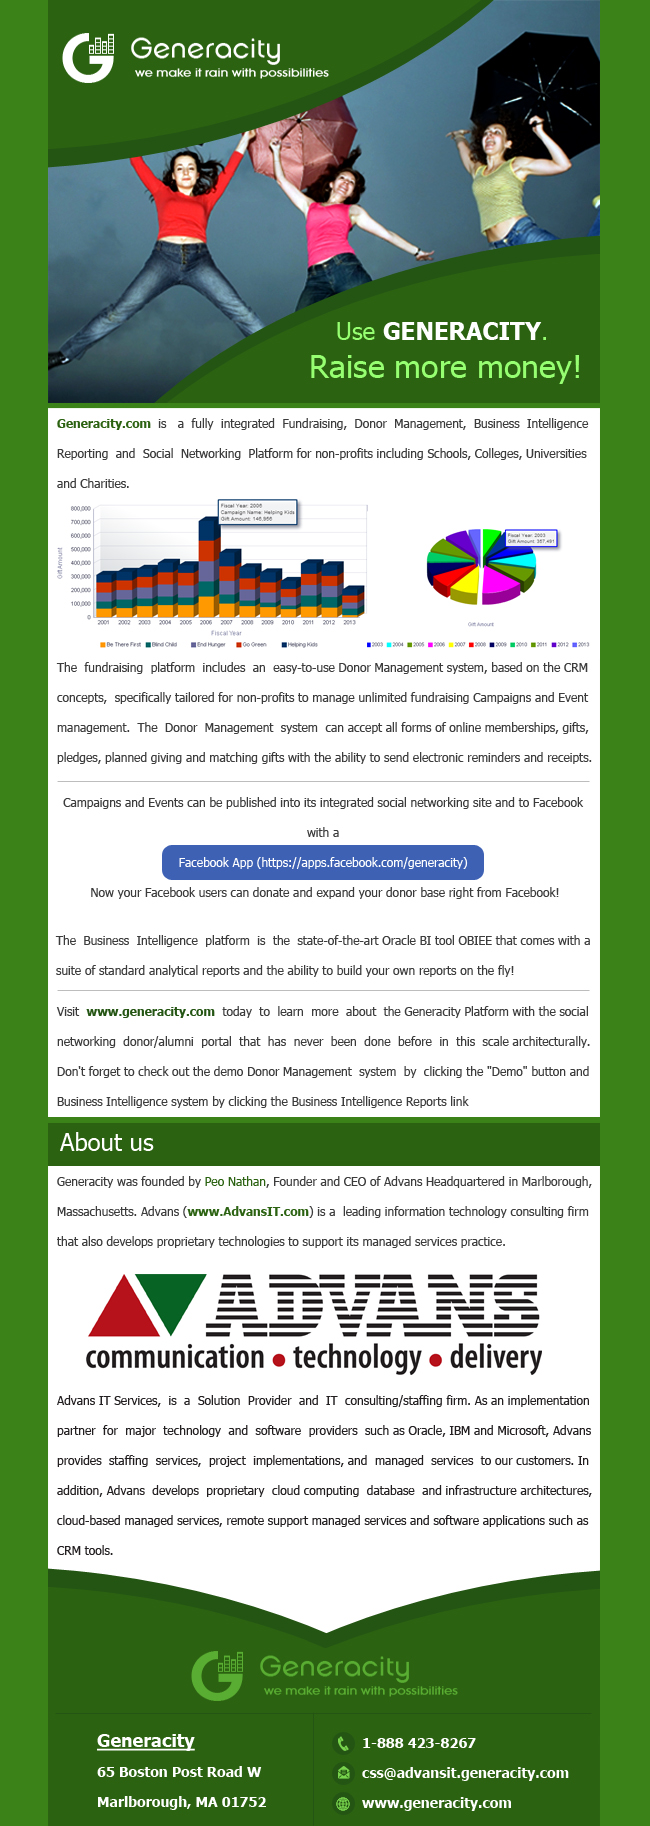 Generacity
we make it rain with possibilities
Use GENERACITY.
Raise more money!
Generacity.com is a fully integrated Fundraising, Donor Management, Business Intelligence
Reporting and Social Networking Platform for non-profits including Schools, Colleges, Universities
and Charities.
800,000
700,000
600,000
500,000
400,000
300,000
200,000
100,000
0
Gift Amount
Fiscal Year: 2006
Campaign Name: Helping Kids
Gift Amount: 146,956
2001 2002 2003 2004 2005 2006 2007 2008 2009 2010 2011 2012 2013
Fiscal Year
Be There First Blind Child End Hunger Go Green Helping Kids
Fiscal Year: 2003
Gift Amount: 357,491
Gift Amount
2003 2004 2005 2006 2007 2008 2009 2010 2011 2012 2013
The fundraising platform includes an easy-to-use Donor Management system, based on the CRM
concepts, specifically tailored for non-profits to manage unlimited fundraising Campaigns and Event
management. The Donor Management system can accept all forms of online memberships, gifts,
pledges, planned giving and matching gifts with the ability to send electronic reminders and receipts.
Campaigns and Events can be published into its integrated social networking site and to Facebook
with a
Facebook App (https://apps.facebook.com/generacity)
Now your Facebook users can donate and expand your donor base right from Facebook!
The Business Intelligence platform is the state-of-the-art Oracle BI tool OBIEE that comes with a
suite of standard analytical reports and the ability to build your own reports on the fly!
Visit www.generacity.com today to learn more about the Generacity Platform with the social
networking donor/alumni portal that has never been done before in this scale architecturally.
Don't forget to check out the demo Donor Management system by clicking the "Demo" button and
Business Intelligence system by clicking the Business Intelligence Reports link
About us
Generacity was founded by Peo Nathan, Founder and CEO of Advans Headquartered in Marlborough,
Massachusetts. Advans (www.AdvansIT.com) is a leading information technology consulting firm
that also develops proprietary technologies to support its managed services practice.
ADVANS
communication • technology • delivery
Advans IT Services, is a Solution Provider and IT consulting/staffing firm. As an implementation
partner for major technology and software providers such as Oracle, IBM and Microsoft, Advans
provides staffing services, project implementations, and managed services to our customers. In
addition, Advans develops proprietary cloud computing database and infrastructure architectures,
cloud-based managed services, remote support managed services and software applications such as
CRM tools.
Generacity
we make it rain with possibilities
Generacity
65 Boston Post Road W
Marlborough, MA 01752
1-888 423-8267
css@advansit.generacity.com
www.generacity.com